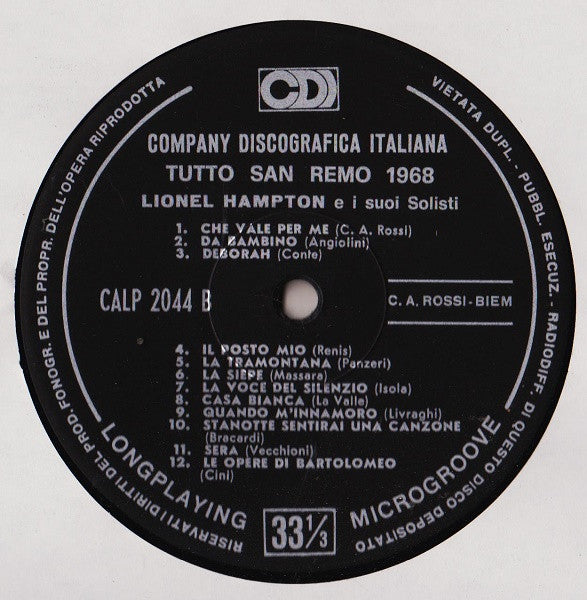 CDI
COMPANY DISCOGRAFICA ITALIANA
TUTTO SAN REMO 1968
LIONEL HAMPTON e i suoi Solisti
1. CHE VALE PER ME (C. A. Rossi)
2. DA BAMBINO (Angiolini)
3. DEBORAH (Conte)
CALP 2044 B
C. A. ROSSI-BIEM
4. IL POSTO MIO (Renis)
5. LA TRAMONTANA (Panzeri)
6. LA SIEPE (Massara)
7. LA VOCE DEL SILENZIO (Isola)
8. CASA BIANCA (La Valle)
9. QUANDO M'INNAMORO (Livraghi)
10. STANOTTE SENTIRAI UNA CANZONE
(Bracardi)
11. SERA (Vecchioni)
12. LE OPERE DI BARTOLOMEO
(Cini)
LONGPLAYING
33 1/3
MICROGROOVE
RISERVATI I DIRITTI DEL PROD. FONOGR. E DEL PROPR. DELL'OPERA RIPRODOTTA
VIETATA DUPL. - PUBBL. ESECUZ. - RADIODIFF. DI QUESTO DISCO DEPOSITATO